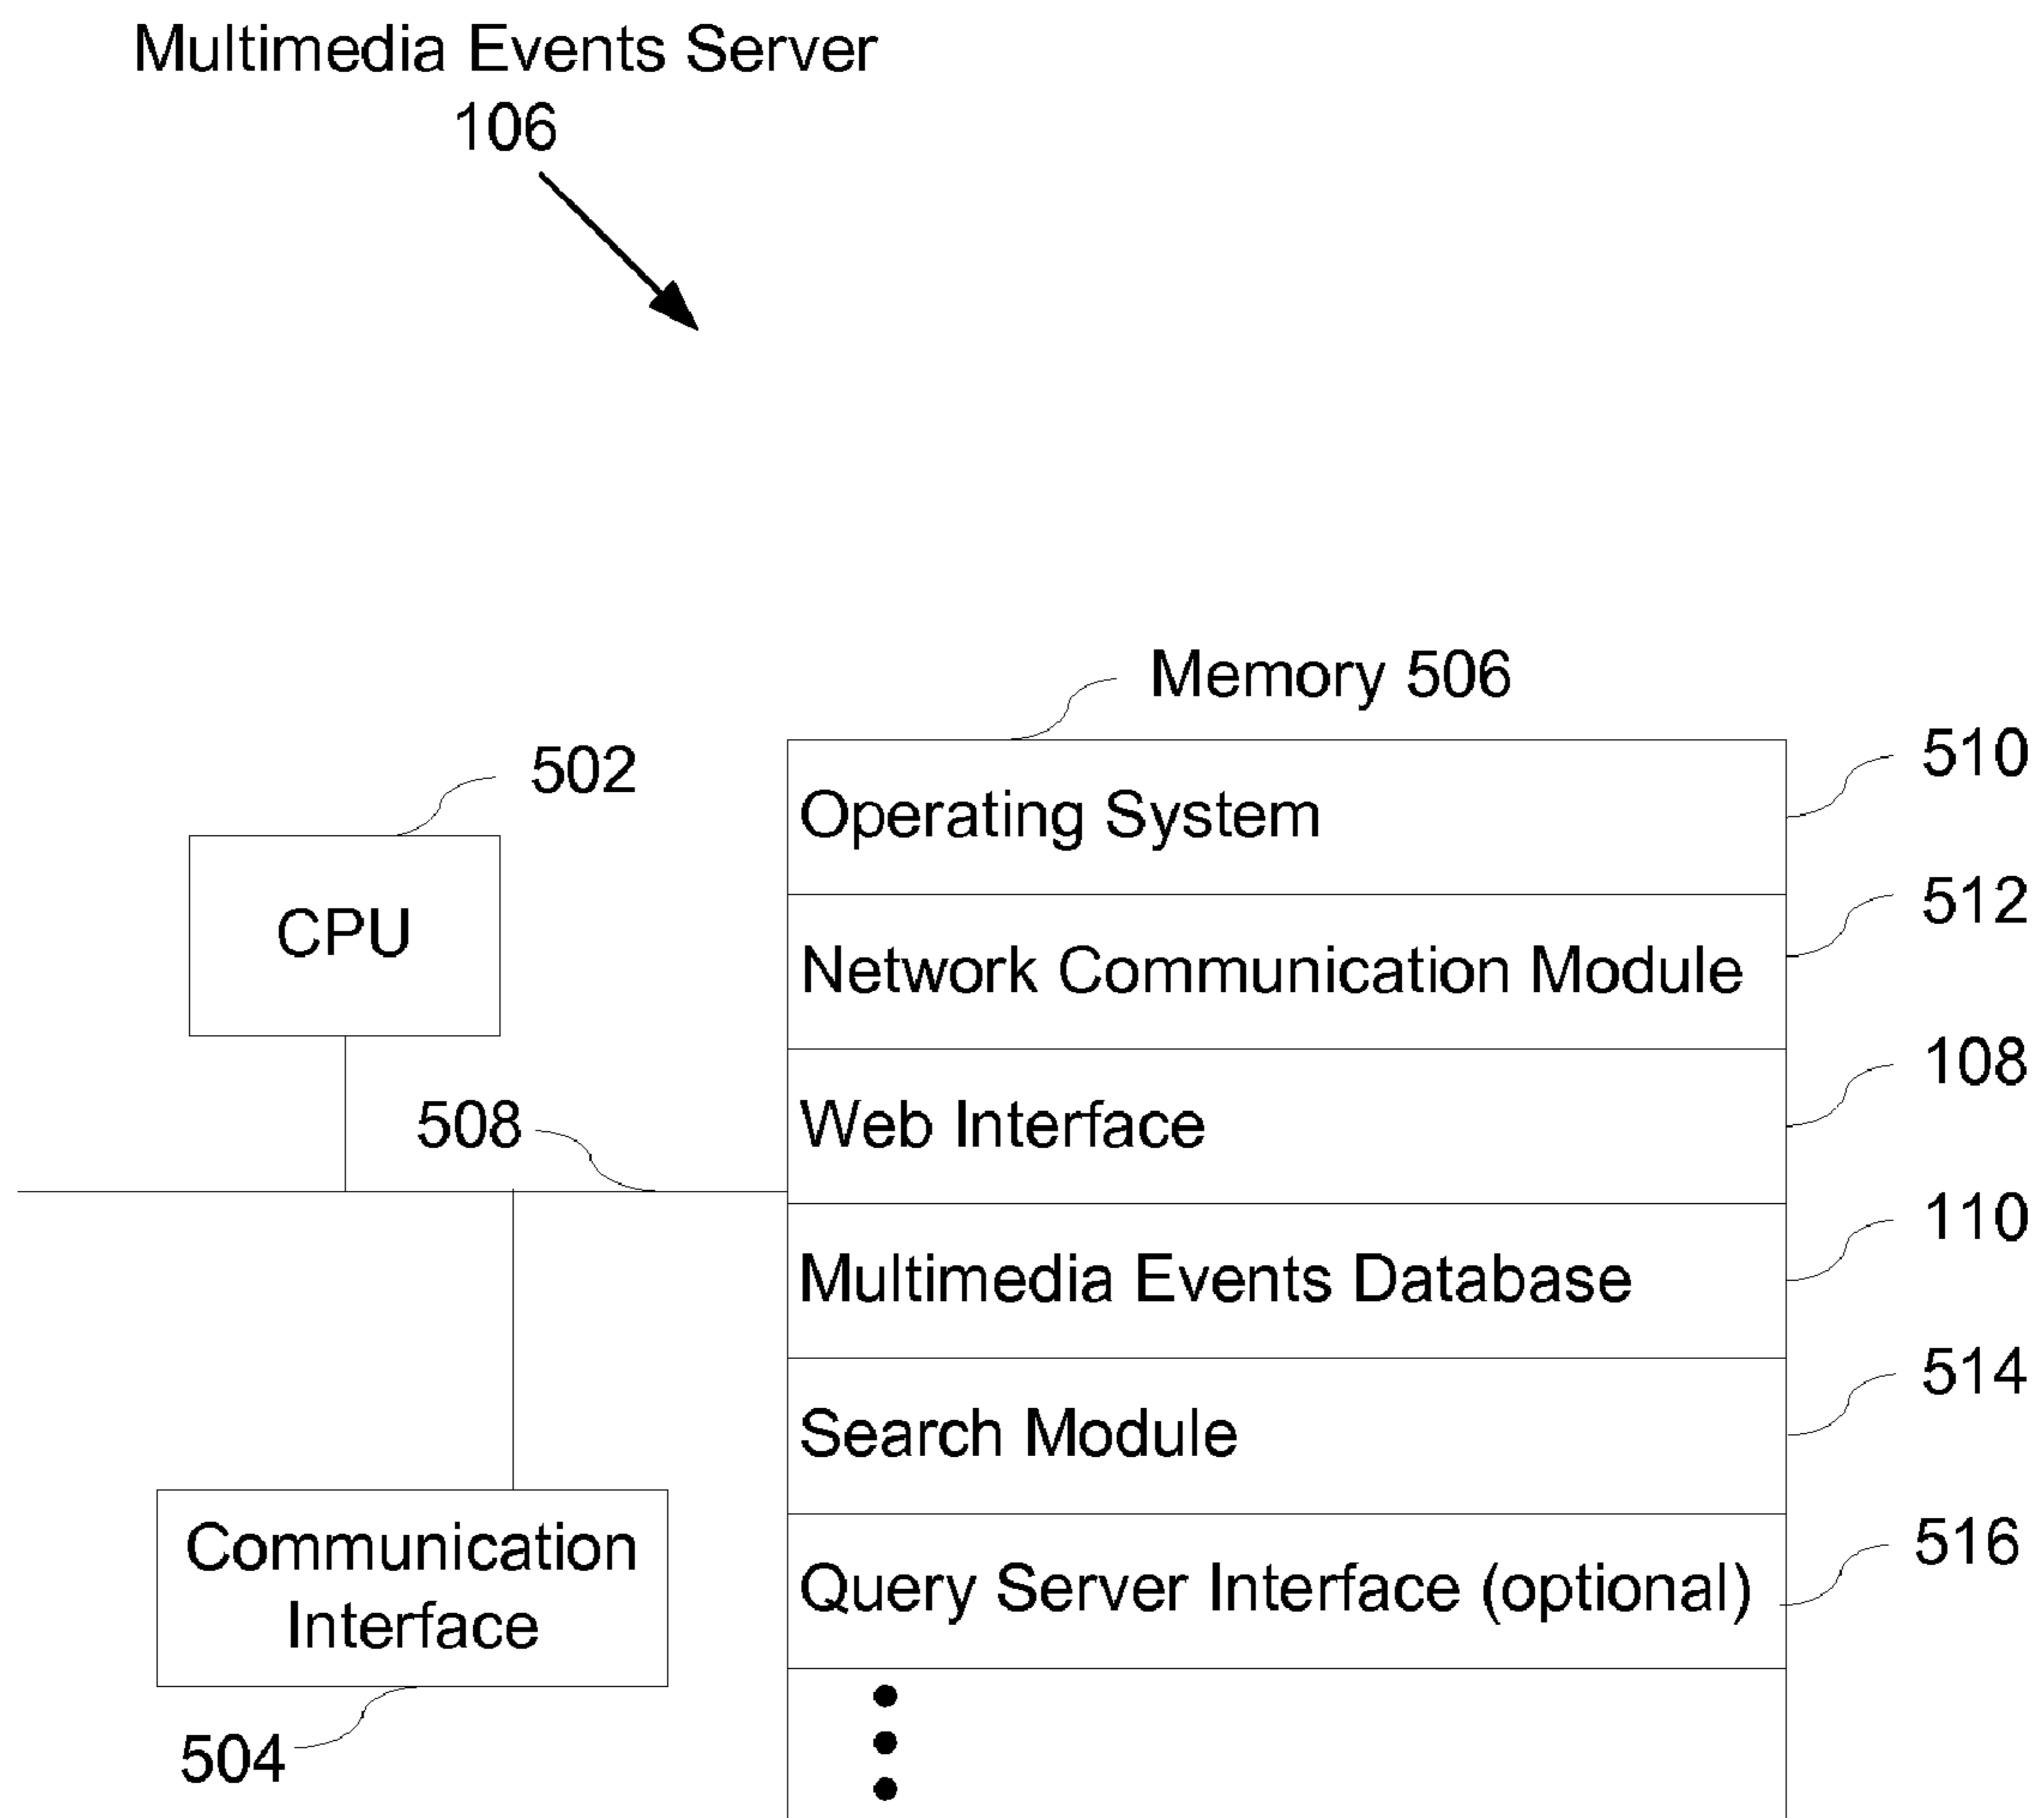 Multimedia Events Server
106
Memory 506
510
502
Operating System
512
CPU
Network Communication Module
108
508
Web Interface
110
Multimedia Events Database
514
Search Module
516
Communication
Interface
Query Server Interface (optional)
504